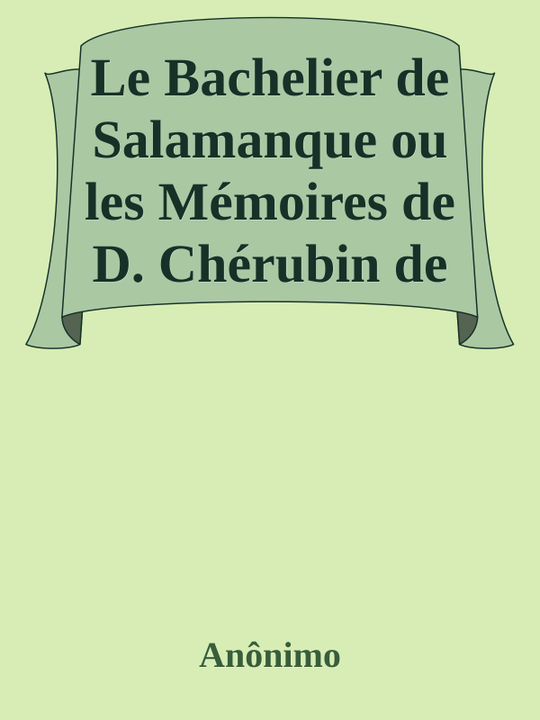 Le Bachelier de
Salamanque ou
les Mémoires de
D. Chérubin de
Anônimo